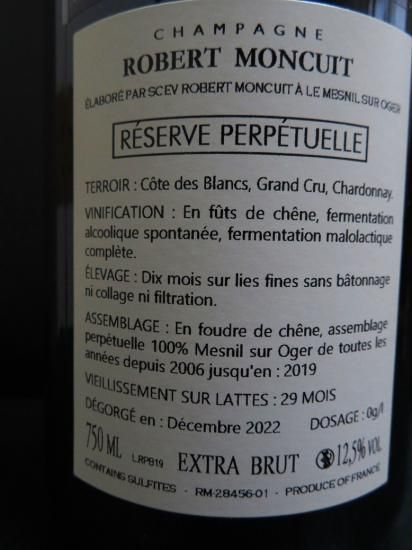 CHAMPAGNE
ROBERT MONCUIT
ÉLABORÉ PAR SCEV ROBERT MONCUIT À LE MESNIL SUR OGER
RÉSERVE PERPÉTUELLE
TERROIR : Côte des Blancs, Grand Cru, Chardonnay.
VINIFICATION : En fûts de chêne, fermentation
alcoolique spontanée, fermentation malolactique
complète.
ÉLEVAGE : Dix mois sur lies fines sans bâtonnage
ni collage ni filtration.
ASSEMBLAGE : En foudre de chêne, assemblage
perpétuelle 100% Mesnil sur Oger de toutes les
années depuis 2006 jusqu'en : 2019
VIEILLISSEMENT SUR LATTES : 29 MOIS
DÉGORGÉ en : Décembre 2022 DOSAGE : 0g/l
750 ML LRPB19 EXTRA BRUT 12,5% VOL
CONTAINS SULFITES - RM-28456-01 - PRODUCE OF FRANCE